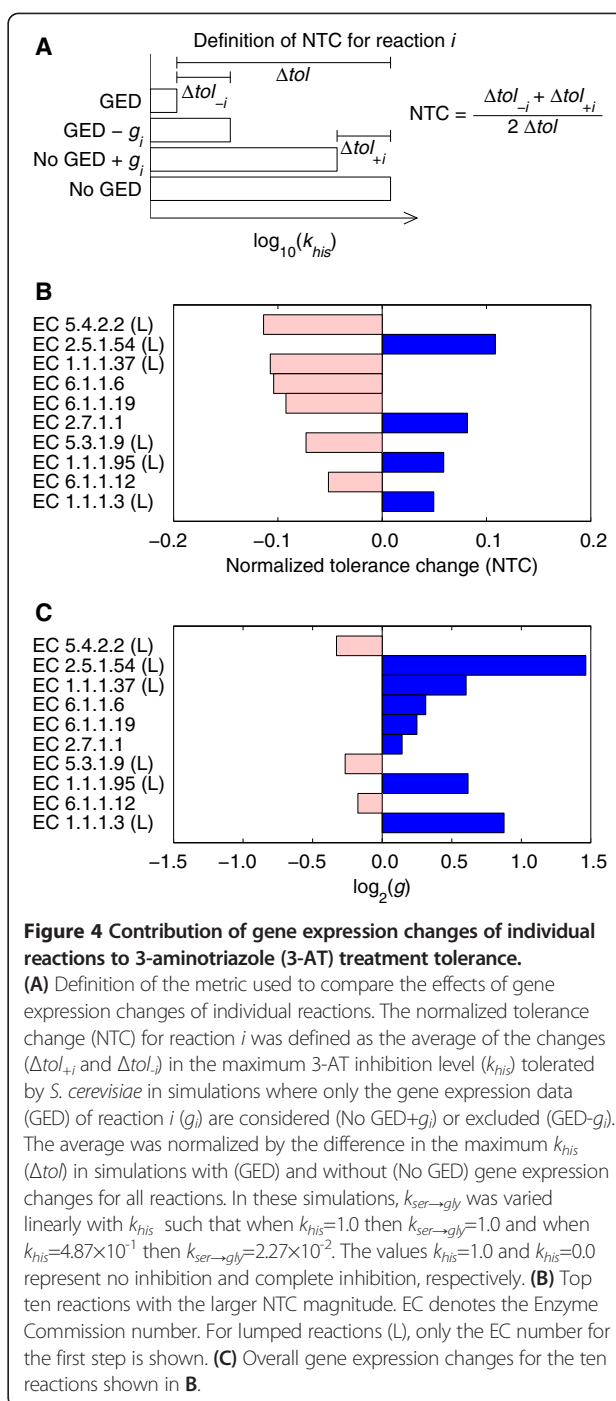 A
Definition of NTC for reaction i
Δtol
Δtol-i
GED
GED − gi
No GED + gi
Δtol+i
No GED
log10(khis)
NTC = Δtol-i + Δtol+i / 2 Δtol
B
EC 5.4.2.2 (L)
EC 2.5.1.54 (L)
EC 1.1.1.37 (L)
EC 6.1.1.6
EC 6.1.1.19
EC 2.7.1.1
EC 5.3.1.9 (L)
EC 1.1.1.95 (L)
EC 6.1.1.12
EC 1.1.1.3 (L)
−0.2 −0.1 0.0 0.1 0.2
Normalized tolerance change (NTC)
C
EC 5.4.2.2 (L)
EC 2.5.1.54 (L)
EC 1.1.1.37 (L)
EC 6.1.1.6
EC 6.1.1.19
EC 2.7.1.1
EC 5.3.1.9 (L)
EC 1.1.1.95 (L)
EC 6.1.1.12
EC 1.1.1.3 (L)
−1.5 −1.0 −0.5 0.0 0.5 1.0 1.5
log2(g)
Figure 4 Contribution of gene expression changes of individual
reactions to 3-aminotriazole (3-AT) treatment tolerance.
(A) Definition of the metric used to compare the effects of gene
expression changes of individual reactions. The normalized tolerance
change (NTC) for reaction i was defined as the average of the changes
(Δtol+i and Δtol-i) in the maximum 3-AT inhibition level (khis) tolerated
by S. cerevisiae in simulations where only the gene expression data
(GED) of reaction i (gi) are considered (No GED+gi) or excluded (GED-gi).
The average was normalized by the difference in the maximum khis
(Δtol) in simulations with (GED) and without (No GED) gene expression
changes for all reactions. In these simulations, kser→gly was varied
linearly with khis such that when khis=1.0 then kser→gly=1.0 and when
khis=4.87×10-1 then kser→gly=2.27×10-2. The values khis=1.0 and khis=0.0
represent no inhibition and complete inhibition, respectively. (B) Top
ten reactions with the larger NTC magnitude. EC denotes the Enzyme
Commission number. For lumped reactions (L), only the EC number for
the first step is shown. (C) Overall gene expression changes for the ten
reactions shown in B.